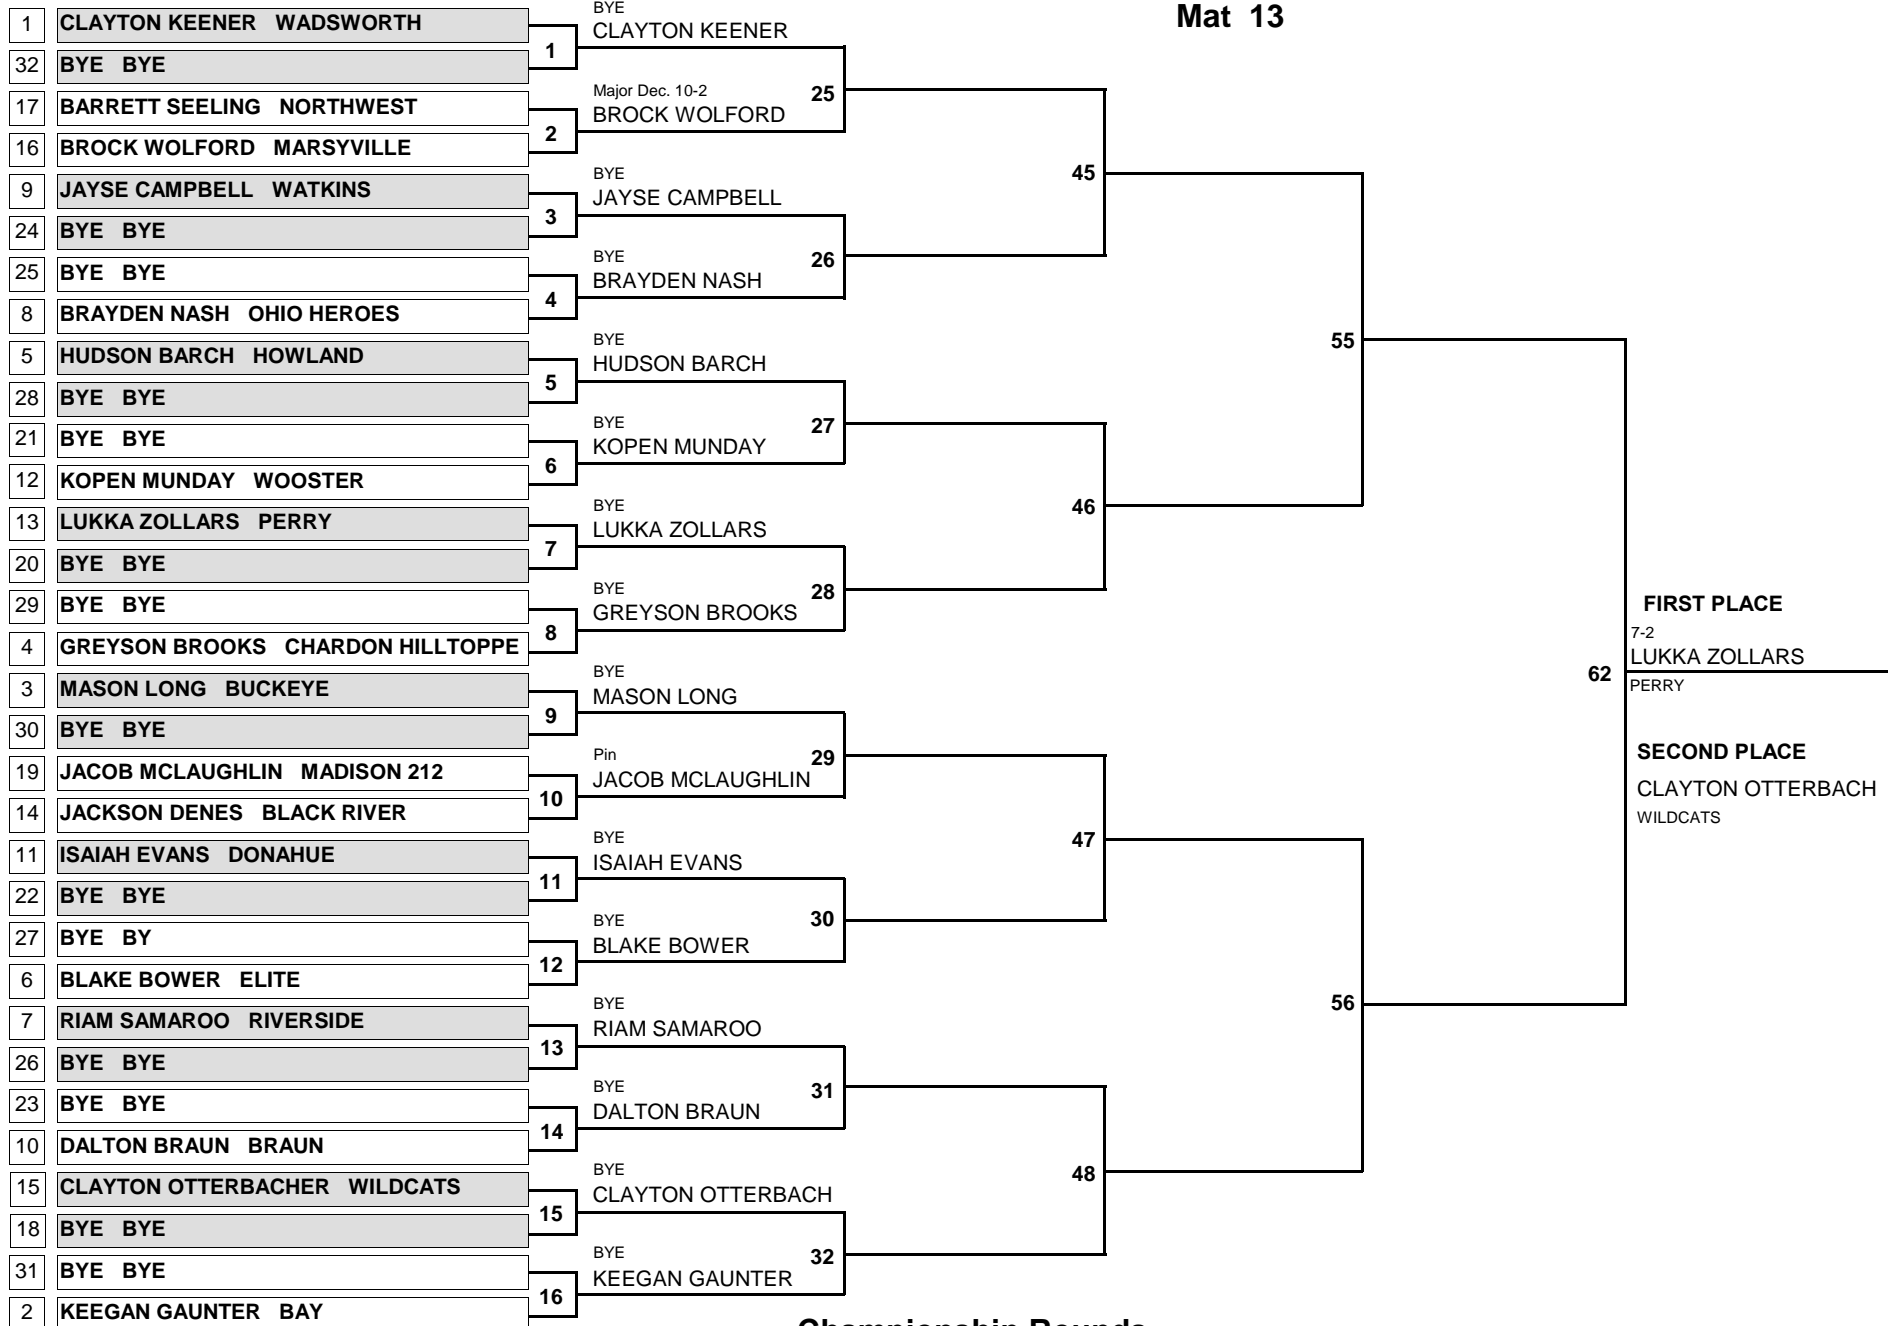 Mat 13
1 CLAYTON KEENER WADSWORTH
32 BYE BYE
17 BARRETT SEELING NORTHWEST
16 BROCK WOLFORD MARSYVILLE
9 JAYSE CAMPBELL WATKINS
24 BYE BYE
25 BYE BYE
8 BRAYDEN NASH OHIO HEROES
5 HUDSON BARCH HOWLAND
28 BYE BYE
21 BYE BYE
12 KOPEN MUNDAY WOOSTER
13 LUKKA ZOLLARS PERRY
20 BYE BYE
29 BYE BYE
4 GREYSON BROOKS CHARDON HILLTOPPE
3 MASON LONG BUCKEYE
30 BYE BYE
19 JACOB MCLAUGHLIN MADISON 212
14 JACKSON DENES BLACK RIVER
11 ISAIAH EVANS DONAHUE
22 BYE BYE
27 BYE BY
6 BLAKE BOWER ELITE
7 RIAM SAMAROO RIVERSIDE
26 BYE BYE
23 BYE BYE
10 DALTON BRAUN BRAUN
15 CLAYTON OTTERBACHER WILDCATS
18 BYE BYE
31 BYE BYE
2 KEEGAN GAUNTER BAY
1
2
3
4
5
6
7
8
9
10
11
12
13
14
15
16
BYE
CLAYTON KEENER
Major Dec. 10-2
BROCK WOLFORD
BYE
JAYSE CAMPBELL
BYE
BRAYDEN NASH
BYE
HUDSON BARCH
BYE
KOPEN MUNDAY
BYE
LUKKA ZOLLARS
BYE
GREYSON BROOKS
BYE
MASON LONG
Pin
JACOB MCLAUGHLIN
BYE
ISAIAH EVANS
BYE
BLAKE BOWER
BYE
RIAM SAMAROO
BYE
DALTON BRAUN
BYE
CLAYTON OTTERBACH
BYE
KEEGAN GAUNTER
25
26
27
28
29
30
31
32
45
46
47
48
55
56
62
FIRST PLACE
7-2
LUKKA ZOLLARS
PERRY
SECOND PLACE
CLAYTON OTTERBACH
WILDCATS
Championship Rounds